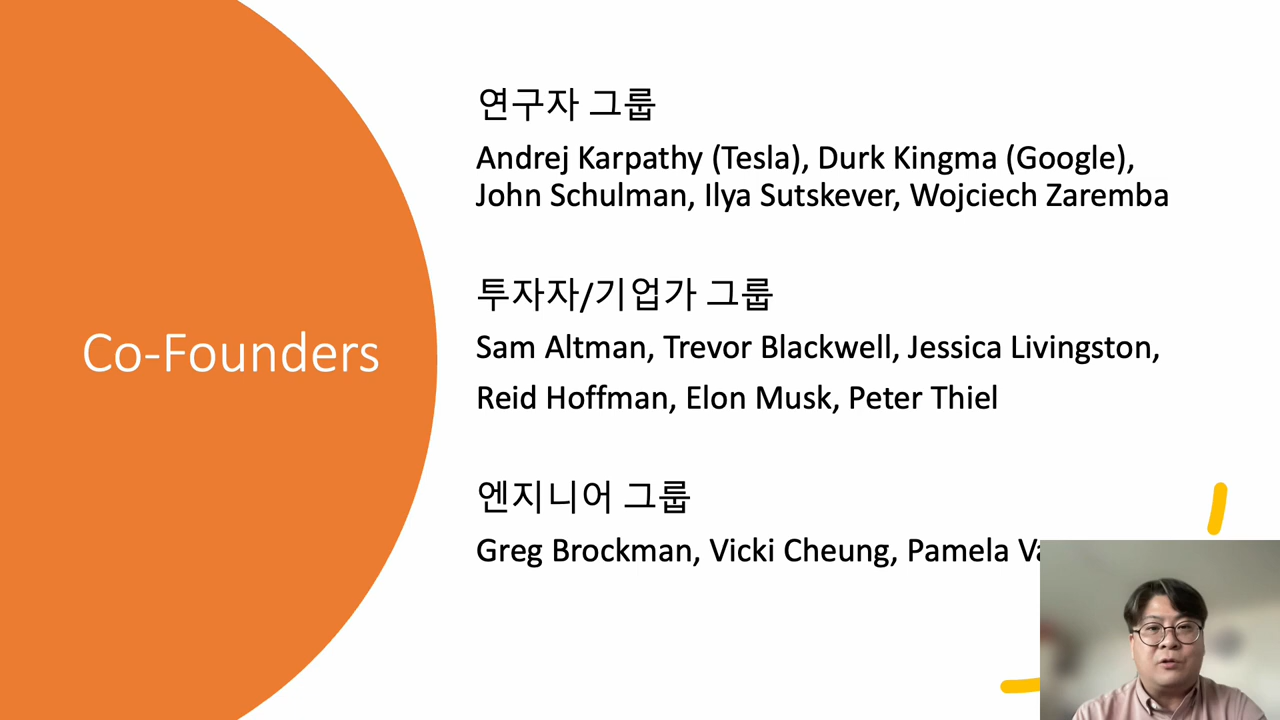 Co-Founders
연구자 그룹
Andrej Karpathy (Tesla), Durk Kingma (Google),
John Schulman, Ilya Sutskever, Wojciech Zaremba
투자자/기업가 그룹
Sam Altman, Trevor Blackwell, Jessica Livingston,
Reid Hoffman, Elon Musk, Peter Thiel
엔지니어 그룹
Greg Brockman, Vicki Cheung, Pamela